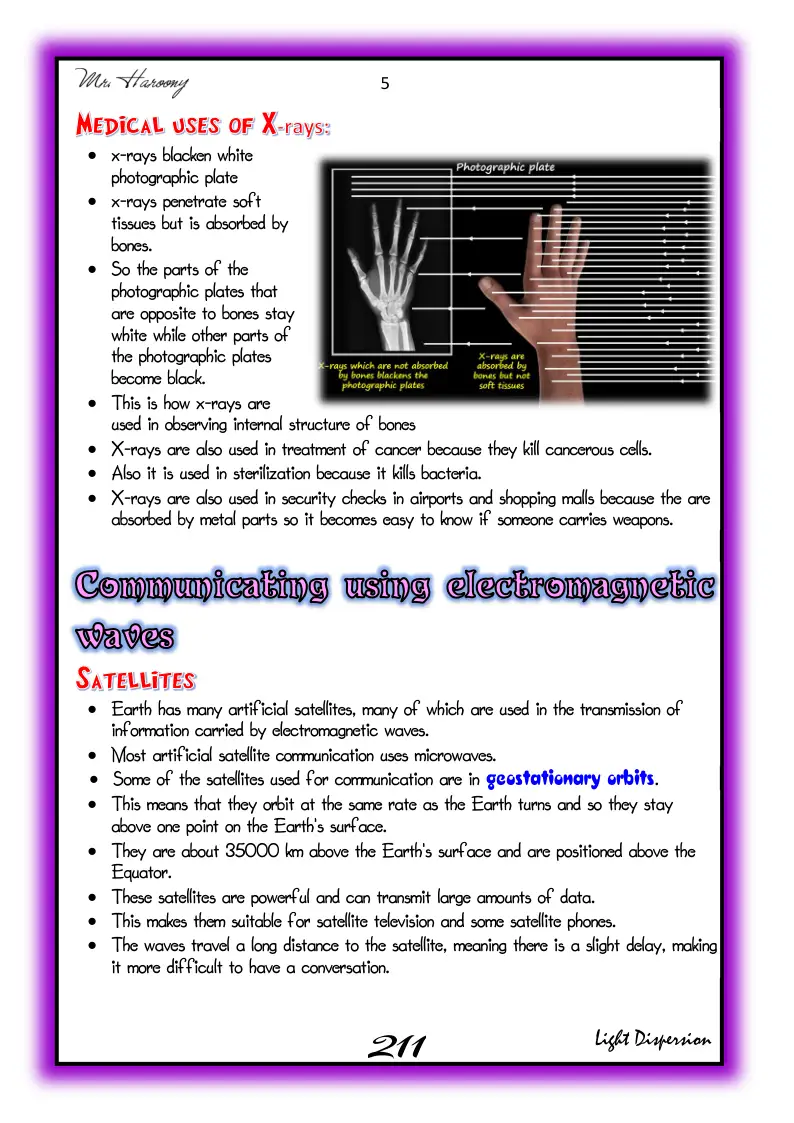 Mr. Haroony
5
Medical uses of X-rays:
• x-rays blacken white
photographic plate
• x-rays penetrate soft
tissues but is absorbed by
bones.
• So the parts of the
photographic plates that
are opposite to bones stay
white while other parts of
the photographic plates
become black.
• This is how x-rays are
used in observing internal structure of bones
Photographic plate
X-rays which are not absorbed
by bones blackens the
photographic plates
X-rays are
absorbed by
bones but not
soft tissues
• X-rays are also used in treatment of cancer because they kill cancerous cells.
• Also it is used in sterilization because it kills bacteria.
• X-rays are also used in security checks in airports and shopping malls because the are
absorbed by metal parts so it becomes easy to know if someone carries weapons.
Communicating using electromagnetic
waves
Satellites
• Earth has many artificial satellites, many of which are used in the transmission of
information carried by electromagnetic waves.
• Most artificial satellite communication uses microwaves.
• Some of the satellites used for communication are in geostationary orbits.
• This means that they orbit at the same rate as the Earth turns and so they stay
above one point on the Earth's surface.
• They are about 35000 km above the Earth's surface and are positioned above the
Equator.
• These satellites are powerful and can transmit large amounts of data.
• This makes them suitable for satellite television and some satellite phones.
• The waves travel a long distance to the satellite, meaning there is a slight delay, making
it more difficult to have a conversation.
211
Light Dispersion